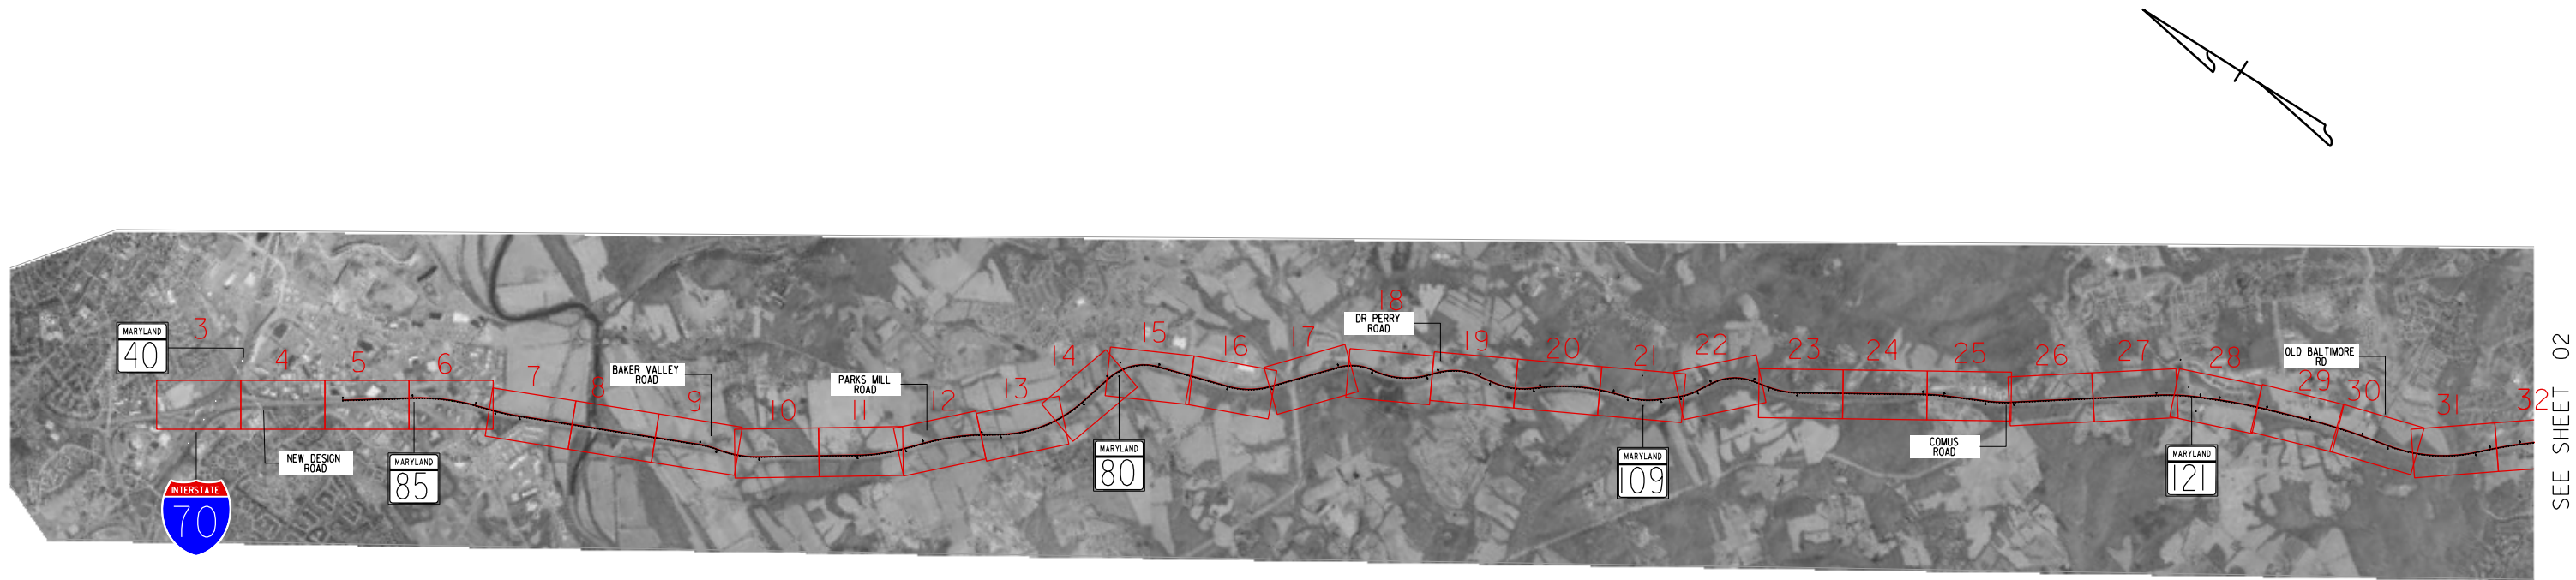 MARYLAND
40
3
4
5
6
7
8
9
10
11
12
13
14
15
16
17
18
19
20
21
22
23
24
25
26
27
28
29
30
31
32
INTERSTATE
70
NEW DESIGN
ROAD
MARYLAND
85
BAKER VALLEY
ROAD
PARKS MILL
ROAD
MARYLAND
80
DR PERRY
ROAD
MARYLAND
109
COMUS
ROAD
MARYLAND
121
OLD BALTIMORE
RD
SEE SHEET 02